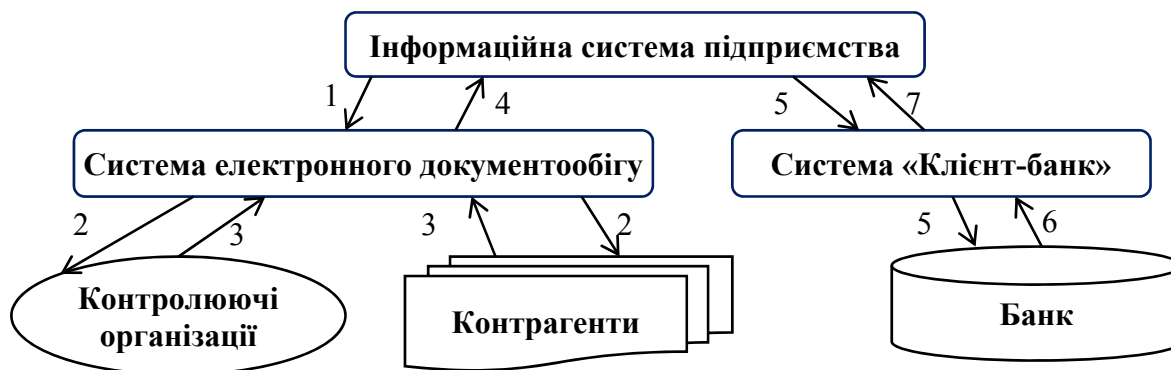 Інформаційна система підприємства
1
4
5
7
Система електронного документообігу
Система «Клієнт-банк»
2
3
3
2
5
6
Контролюючі
організації
Контрагенти
Банк